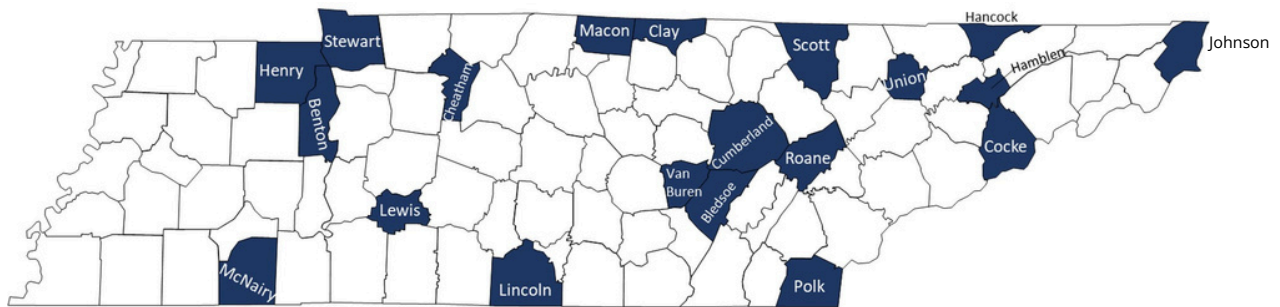 Hancock
Stewart
Macon
Clay
Scott
Johnson
Henry
Cheatham
Union
Hamblen
Benton
Cumberland
Roane
Cocke
Van
Buren
Bledsoe
Lewis
McNairy
Lincoln
Polk